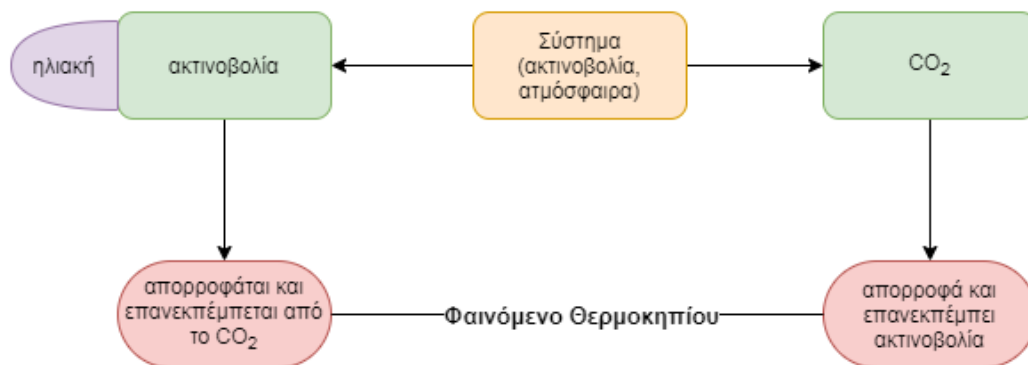 ηλιακή
ακτινοβολία
Σύστημα
(ακτινοβολία,
ατμόσφαιρα)
CO₂
απορροφάται και
επανεκπέμπεται από
το CO₂
Φαινόμενο Θερμοκηπίου
απορροφά και
επανεκπέμπει
ακτινοβολία